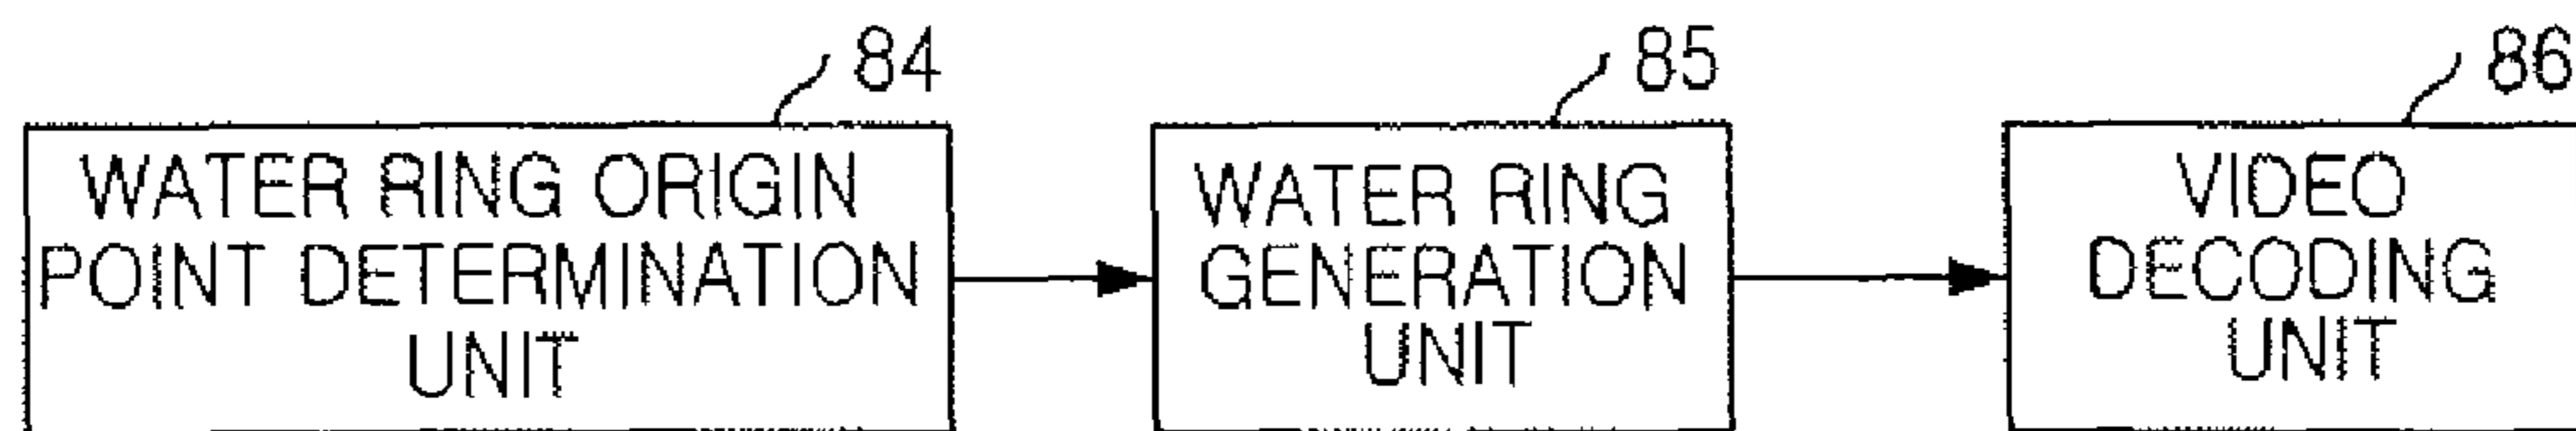 84
85
86
WATER RING ORIGIN
POINT DETERMINATION
UNIT
WATER RING
GENERATION
UNIT
VIDEO
DECODING
UNIT